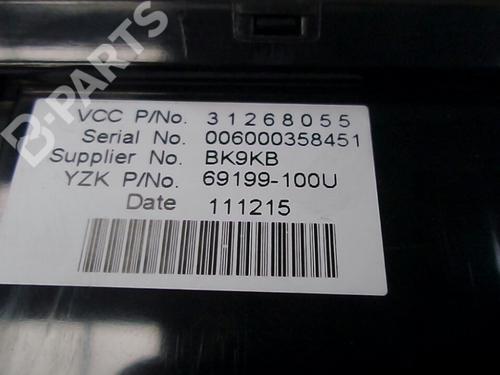 B-PARTS
VCC P/No. 31268055
Serial No. 006000358451
Supplier No. BK9KB
YZK P/No. 69199-100U
Date 111215